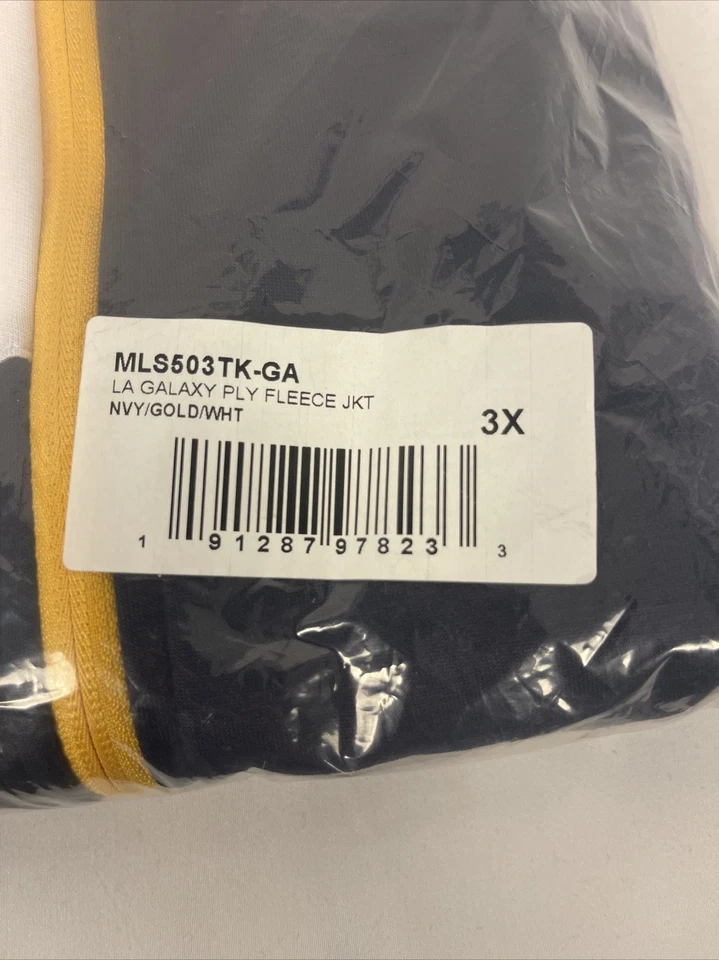 MLS503TK-GA
LA GALAXY PLY FLEECE JKT
NVY/GOLD/WHT
3X
1 91287 97823 3